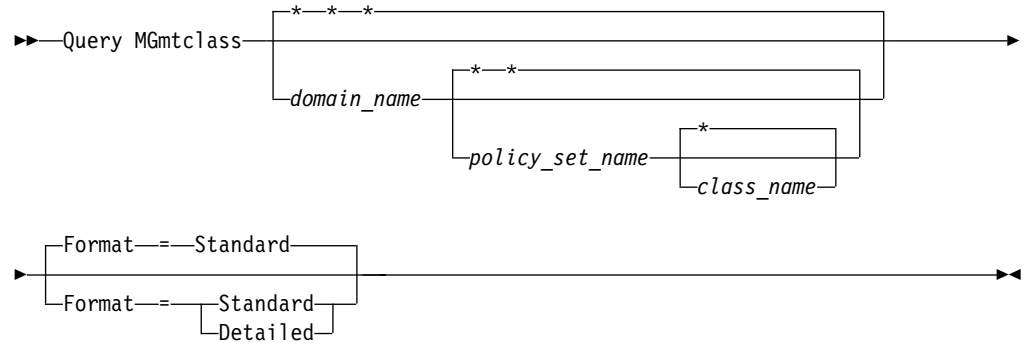 * * *
Query MGmtclass
* *
domain_name
*
policy_set_name
class_name
Format = Standard
Format = Standard
Detailed